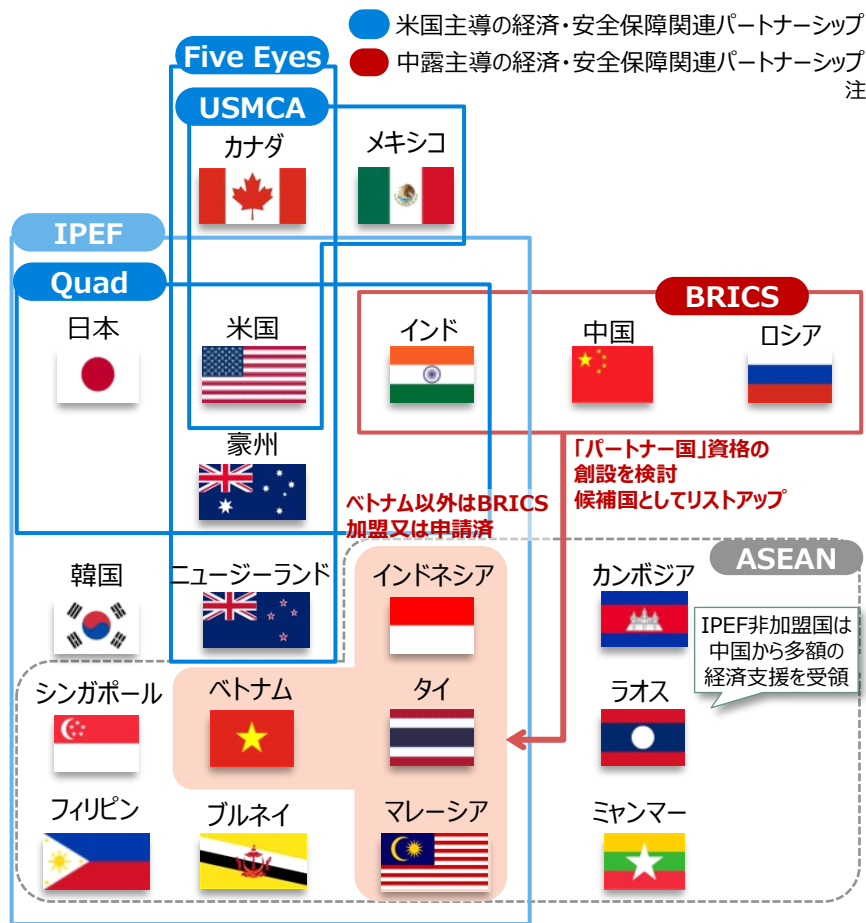 米国主導の経済・安全保障関連パートナーシップ
中露主導の経済・安全保障関連パートナーシップ
注
Five Eyes
USMCA
カナダ
メキシコ
IPEF
Quad
BRICS
日本
米国
インド
中国
ロシア
豪州
「パートナー国」資格の
創設を検討
候補国としてリストアップ
ベトナム以外はBRICS
加盟又は申請済
ASEAN
韓国
ニュージーランド
インドネシア
カンボジア
IPEF非加盟国は
中国から多額の
経済支援を受領
シンガポール
ベトナム
タイ
ラオス
フィリピン
ブルネイ
マレーシア
ミャンマー